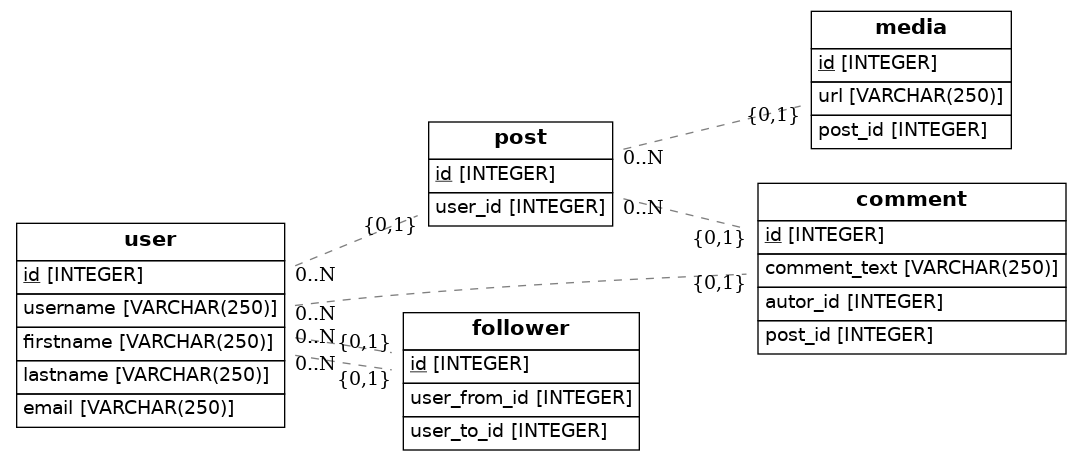 media
id [INTEGER]
url [VARCHAR(250)]
post_id [INTEGER]
{0,1}
0..N
post
id [INTEGER]
user_id [INTEGER]
0..N
{0,1}
{0,1}
0..N
comment
id [INTEGER]
comment_text [VARCHAR(250)]
autor_id [INTEGER]
post_id [INTEGER]
{0,1}
0..N
user
id [INTEGER]
username [VARCHAR(250)]
firstname [VARCHAR(250)]
lastname [VARCHAR(250)]
email [VARCHAR(250)]
0..N
{0,1}
0..N
{0,1}
follower
id [INTEGER]
user_from_id [INTEGER]
user_to_id [INTEGER]